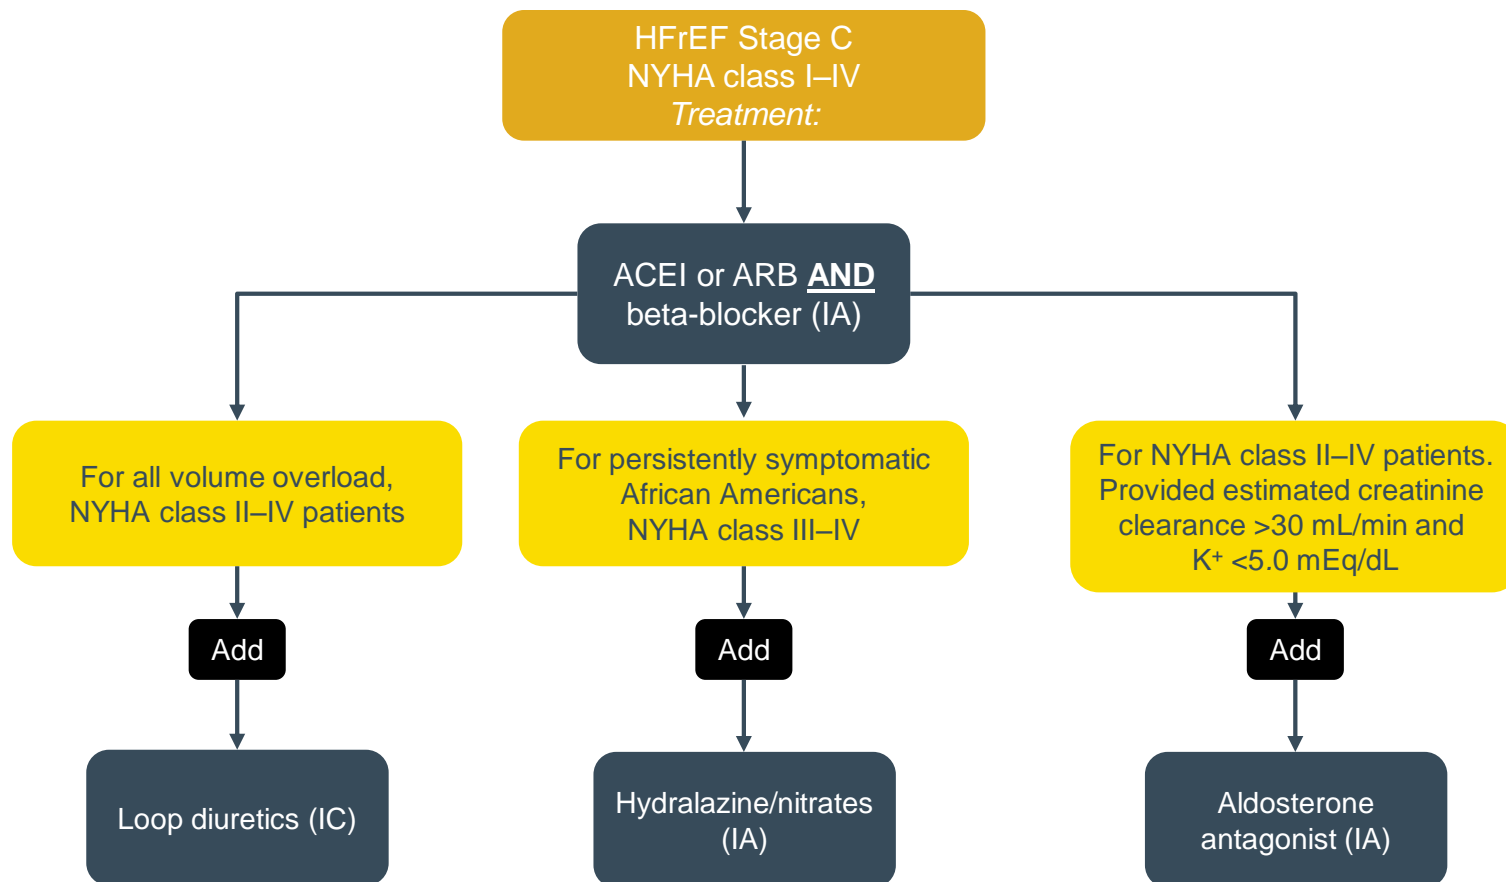 HFrEF Stage C
NYHA class I–IV
Treatment:
ACEI or ARB AND
beta-blocker (IA)
For all volume overload,
NYHA class II–IV patients
For persistently symptomatic
African Americans,
NYHA class III–IV
For NYHA class II–IV patients.
Provided estimated creatinine
clearance >30 mL/min and
K⁺ <5.0 mEq/dL
Add
Add
Add
Loop diuretics (IC)
Hydralazine/nitrates
(IA)
Aldosterone
antagonist (IA)